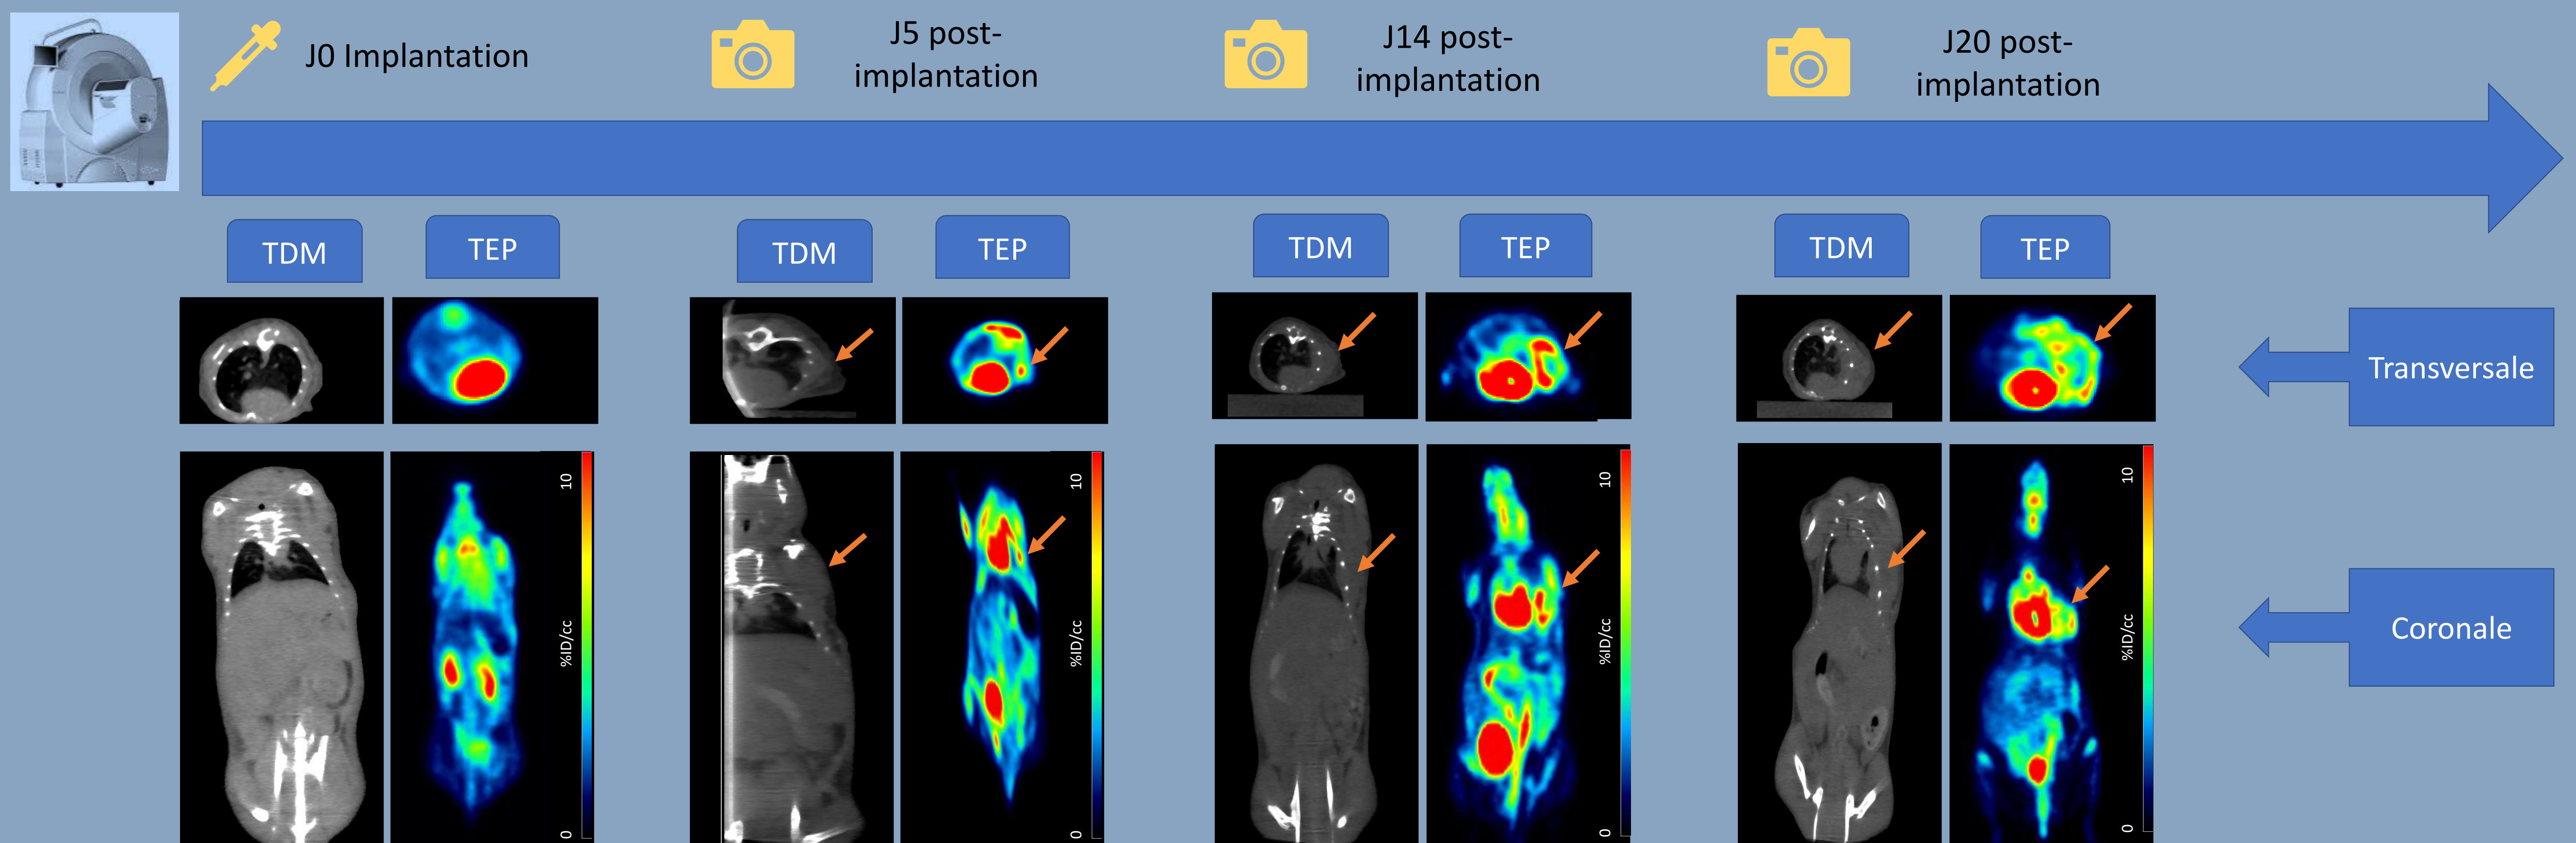 J0 Implantation
J5 post-
implantation
J14 post-
implantation
J20 post-
implantation
TDM
TEP
TDM
TEP
TDM
TEP
TDM
TEP
Transversale
10
%ID/cc
0
10
%ID/cc
0
10
%ID/cc
0
10
%ID/cc
0
Coronale